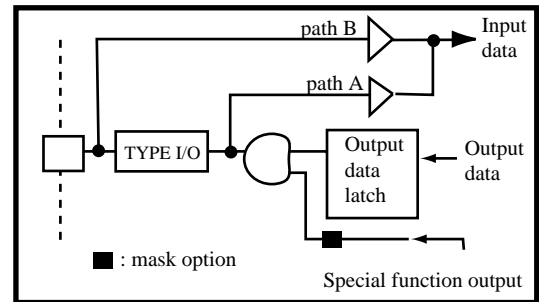 path B
Input
data
path A
TYPE I/O
Output
data
latch
Output
data
: mask option
Special function output